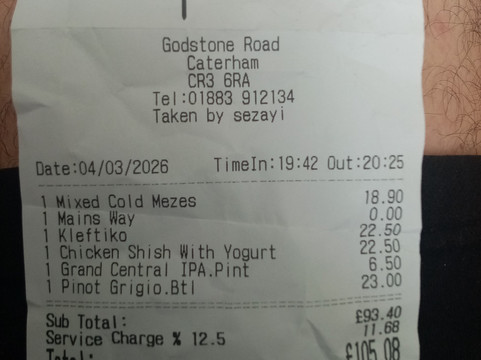 Godstone Road
Caterham
CR3 6RA
Tel:01883 912134
Taken by sezayi
Date:04/03/2026 TimeIn:19:42 Out:20:25
1 Mixed Cold Mezes 18.90
1 Mains Way 0.00
1 Kleftiko 22.50
1 Chicken Shish With Yogurt 22.50
1 Grand Central IPA.Pint 6.50
1 Pinot Grigio.Btl 23.00
Sub Total: £93.40
Service Charge % 12.5 11.68
Total: £105.08